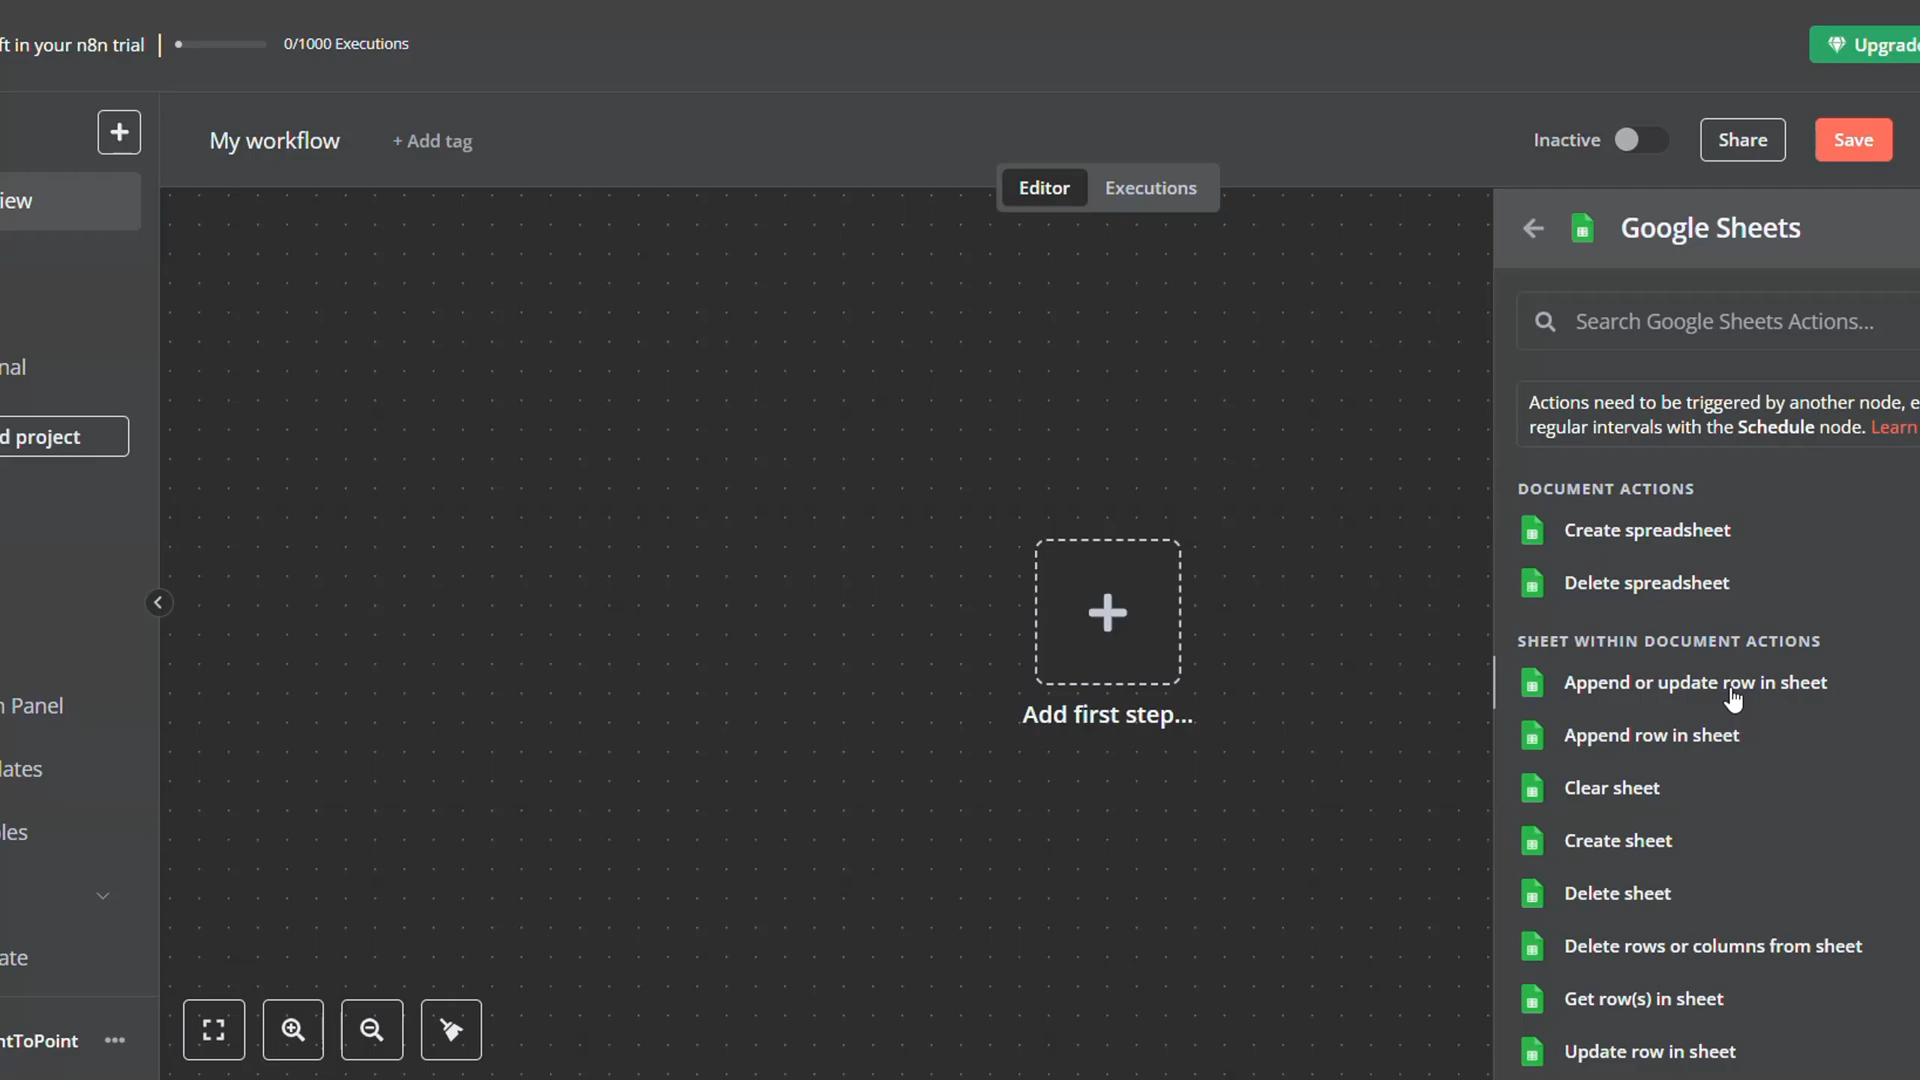 ft in your n8n trial
0/1000 Executions
Upgrade
My workflow
+ Add tag
Inactive
Share
Save
Editor
Executions
iew
nal
d project
n Panel
lates
les
ate
ntToPoint
Add first step...
Google Sheets
Search Google Sheets Actions...
Actions need to be triggered by another node, e
regular intervals with the Schedule node. Learn
DOCUMENT ACTIONS
Create spreadsheet
Delete spreadsheet
SHEET WITHIN DOCUMENT ACTIONS
Append or update row in sheet
Append row in sheet
Clear sheet
Create sheet
Delete sheet
Delete rows or columns from sheet
Get row(s) in sheet
Update row in sheet